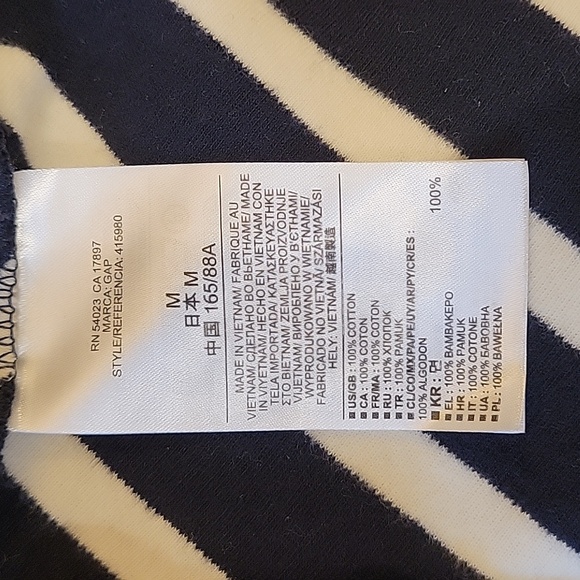 RN 54023 CA 17897
MARCA: GAP
STYLE/REFERENCIA: 415980
M
日本 M
中国 165/88A
MADE IN VIETNAM/ FABRIQUE AU
VIETNAM/ СДЕЛАНО ВО ВЬЕТНАМЕ/ MADE
IN VIYETNAM/ HECHO EN VIETNAM CON
TELA IMPORTADA ΚΑΤΑΣΚΕΥΑΣΤΗΚΕ
ΣΤΟ ΒΙΕΤΝΑΜ/ ZEMLJA PROIZVODNJE
VIJETNAM/ ВИРОБЛЕНО У В'ЄТНАМІ/
WYPRODUKOWANO W WIETNAMIE/
FABRICADO NO VIETNÃ/ SZÁRMAZÁSI
HELY: VIETNAM/ 越南製造
US/GB : 100% COTTON
CA : 100% COTON
FR/MA : 100% COTON
RU : 100% ХЛОПОК
TR : 100% PAMUK
CL/CO/MX/PA/PE/UY/AR/PY/CR/ES :
100% ALGODON
KR : 면 100%
EL : 100% ΒΑΜΒΑΚΕΡΟ
HR : 100% PAMUK
IT : 100% COTONE
UA : 100% БАВОВНА
PL : 100% BAWEŁNA